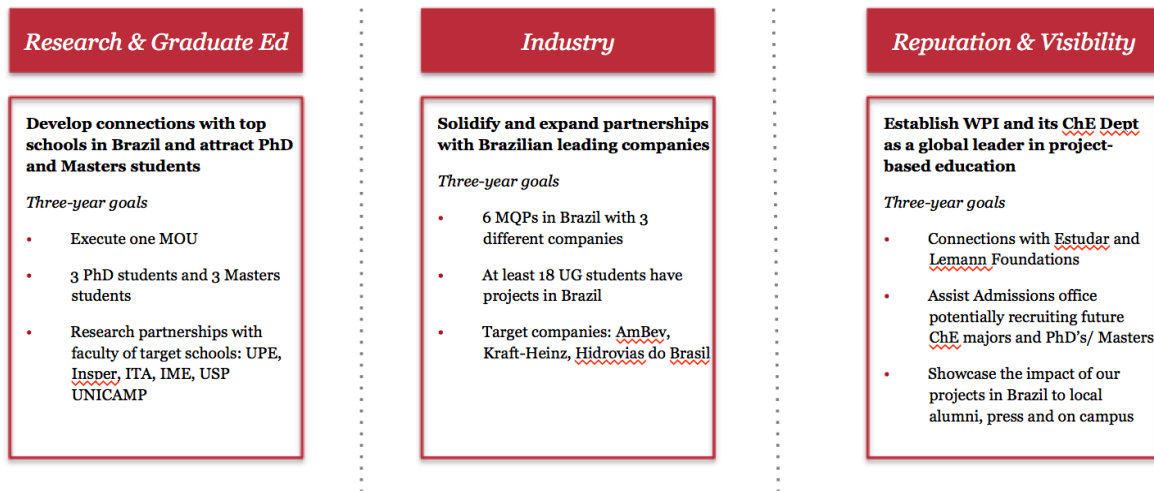 Research & Graduate Ed
Develop connections with top
schools in Brazil and attract PhD
and Masters students
Three-year goals
• Execute one MOU
• 3 PhD students and 3 Masters
students
• Research partnerships with
faculty of target schools: UPE,
Insper, ITA, IME, USP
UNICAMP
Industry
Solidify and expand partnerships
with Brazilian leading companies
Three-year goals
• 6 MQPs in Brazil with 3
different companies
• At least 18 UG students have
projects in Brazil
• Target companies: AmBev,
Kraft-Heinz, Hidrovias do Brasil
Reputation & Visibility
Establish WPI and its ChE Dept
as a global leader in project-
based education
Three-year goals
• Connections with Estudar and
Lemann Foundations
• Assist Admissions office
potentially recruiting future
ChE majors and PhD’s/ Masters
• Showcase the impact of our
projects in Brazil to local
alumni, press and on campus